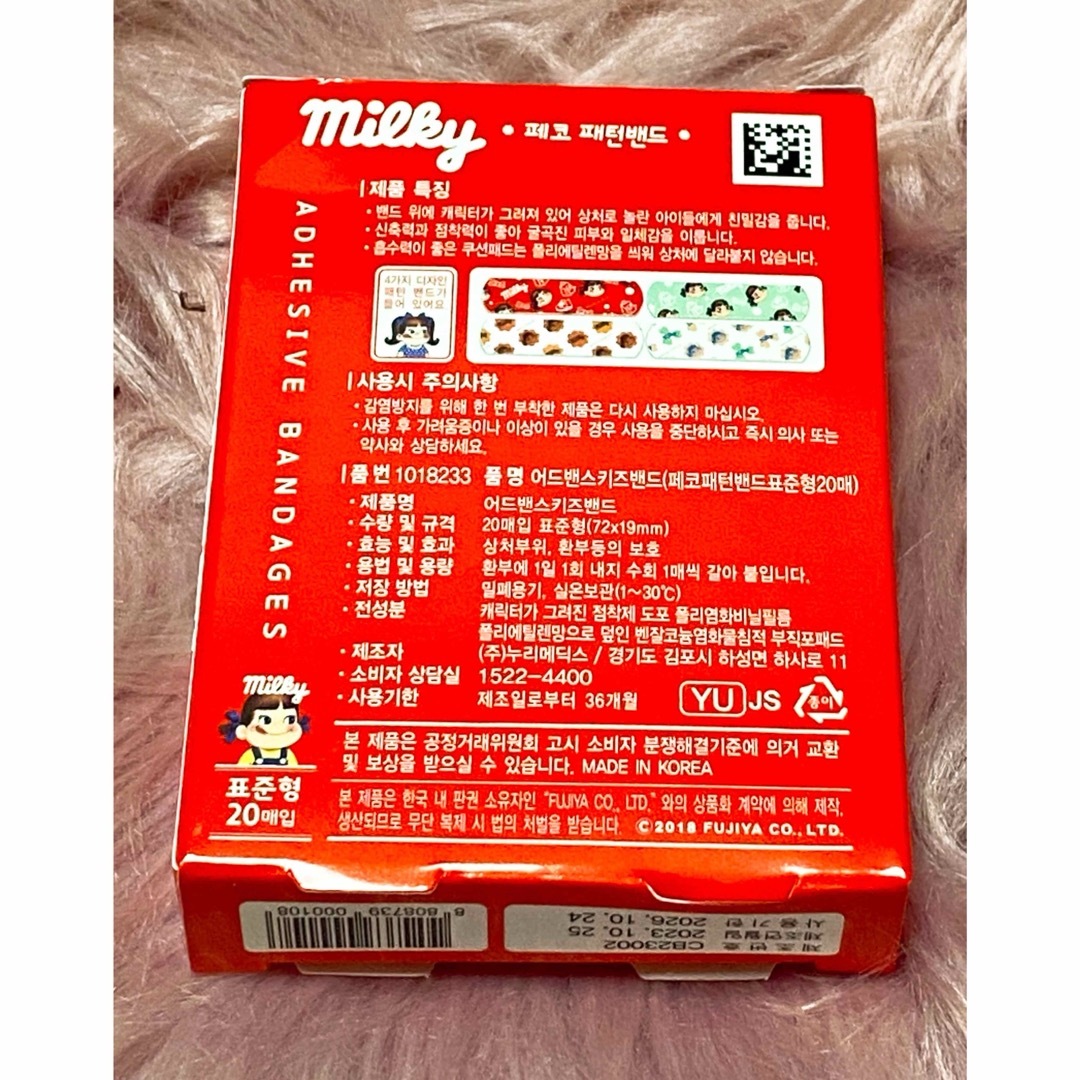 milky • 페코 패턴밴드 •
제품 특징
• 밴드 위에 캐릭터가 그려져 있어 상처로 놀란 아이들에게 친밀감을 줍니다.
• 신축력과 점착력이 좋아 굴곡진 피부와 일체감을 이룹니다.
• 흡수력이 좋은 쿠션패드는 폴리에틸렌망을 씌워 상처에 달라붙지 않습니다.
4가지 디자인
패턴 밴드가
들어 있어요
사용시 주의사항
• 감염방지를 위해 한 번 부착한 제품은 다시 사용하지 마십시오.
• 사용 후 가려움증이나 이상이 있을 경우 사용을 중단하시고 즉시 의사 또는
약사와 상담하세요.
품 번 1018233 품 명 어드밴스키즈밴드(페코패턴밴드표준형20매)
• 제품명 어드밴스키즈밴드
• 수량 및 규격 20매입 표준형(72x19mm)
• 효능 및 효과 상처부위, 환부등의 보호
• 용법 및 용량 환부에 1일 1회 내지 수회 1매씩 갈아 붙입니다.
• 저장 방법 밀폐용기, 실온보관(1~30℃)
• 전성분 캐릭터가 그려진 점착제 도포 폴리염화비닐필름
폴리에틸렌망으로 덮인 벤잘코늄염화물침적 부직포패드
• 제조자 (주)누리메딕스 / 경기도 김포시 하성면 하사로 11
• 소비자 상담실 1522-4400
• 사용기한 제조일로부터 36개월 YU JS 종이
본 제품은 공정거래위원회 고시 소비자 분쟁해결기준에 의거 교환
및 보상을 받으실 수 있습니다. MADE IN KOREA
본 제품은 한국 내 판권 소유자인 "FUJIYA CO., LTD." 와의 상품화 계약에 의해 제작,
생산되므로 무단 복제 시 법의 처벌을 받습니다. ©2018 FUJIYA CO., LTD.
ADHESIVE BANDAGES
milky
표준형
20매입
8 808739 000108
제조번호 CB23002
제조연월일 2023. 10. 25
사용기한 2026. 10. 24